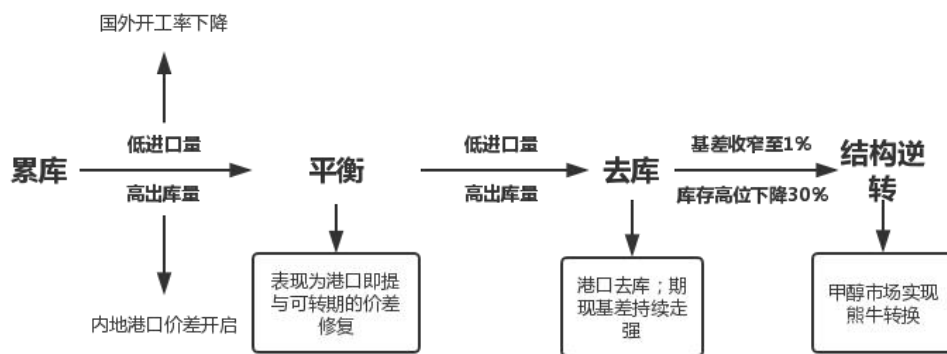 国外开工率下降
低进口量
低进口量
基差收窄至1%
累库
平衡
去库
结构逆
转
高出库量
高出库量
库存高位下降30%
内地港口价差开启
表现为港口即提
与可转期的价差
修复
港口去库；期
现基差持续走
强
甲醇市场实现
熊牛转换